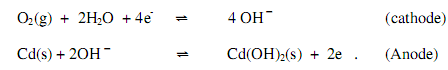 O₂(g) + 2H₂O + 4e⁻ ⇌ 4 OH⁻ (cathode)
Cd(s) + 2OH⁻ ⇌ Cd(OH)₂(s) + 2e . (Anode)